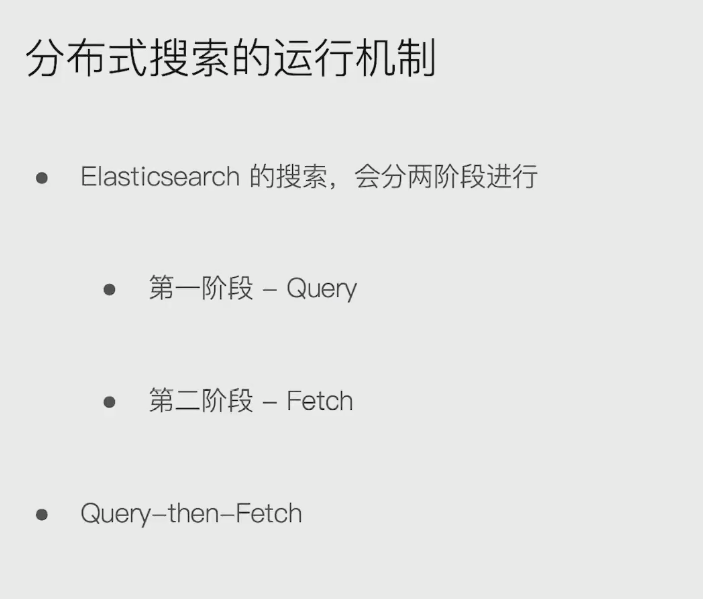 分布式搜索的运行机制
● Elasticsearch 的搜索，会分两阶段进行
● 第一阶段 – Query
● 第二阶段 – Fetch
● Query–then–Fetch